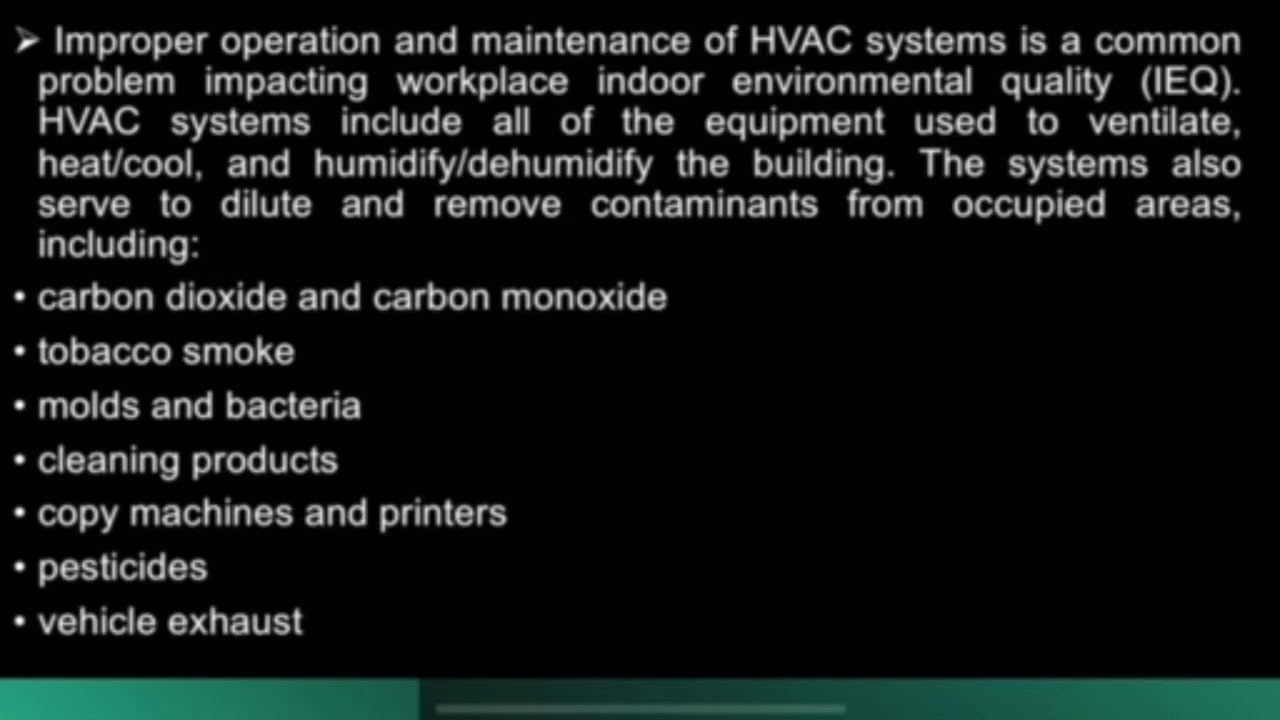 ➢ Improper operation and maintenance of HVAC systems is a common
problem impacting workplace indoor environmental quality (IEQ).
HVAC systems include all of the equipment used to ventilate,
heat/cool, and humidify/dehumidify the building. The systems also
serve to dilute and remove contaminants from occupied areas,
including:
• carbon dioxide and carbon monoxide
• tobacco smoke
• molds and bacteria
• cleaning products
• copy machines and printers
• pesticides
• vehicle exhaust